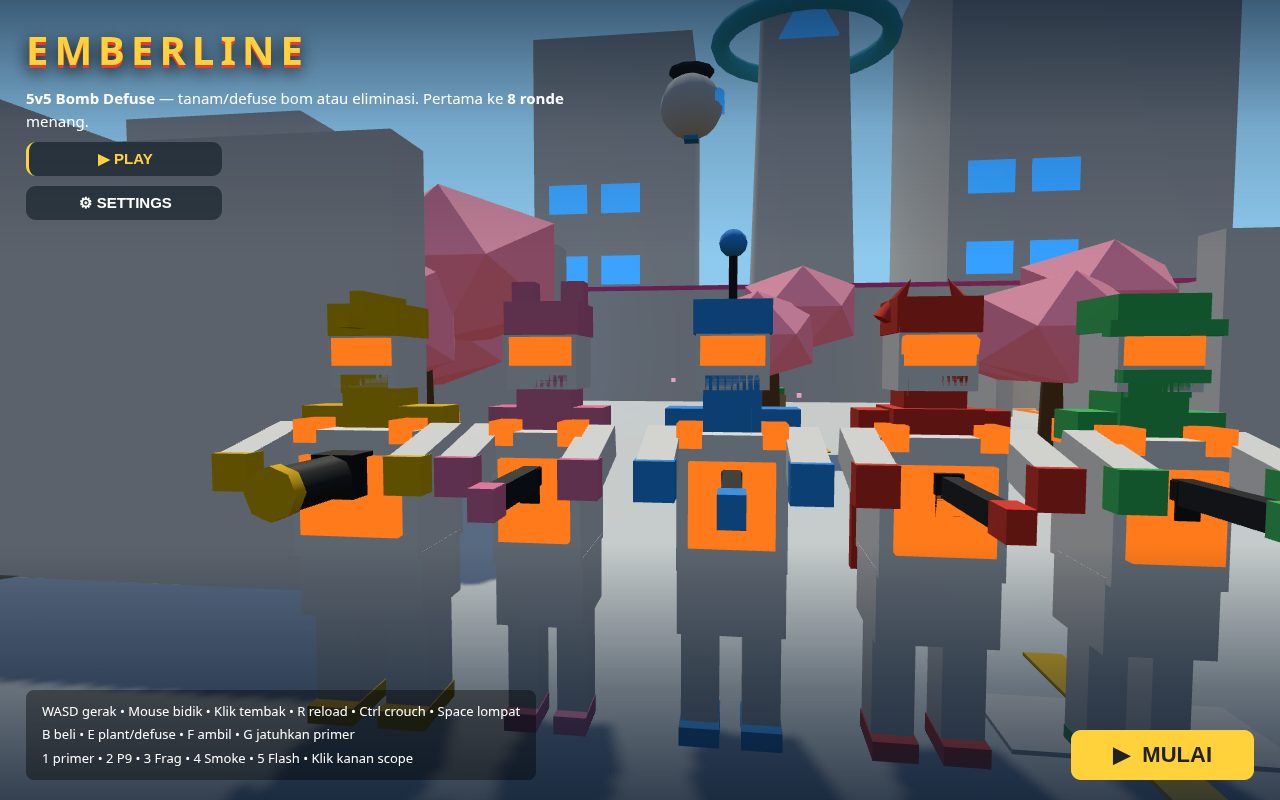 EMBERLINE
5v5 Bomb Defuse — tanam/defuse bom atau eliminasi. Pertama ke 8 ronde
menang.
▶ PLAY
⚙ SETTINGS
WASD gerak • Mouse bidik • Klik tembak • R reload • Ctrl crouch • Space lompat
B beli • E plant/defuse • F ambil • G jatuhkan primer
1 primer • 2 P9 • 3 Frag • 4 Smoke • 5 Flash • Klik kanan scope
▶ MULAI